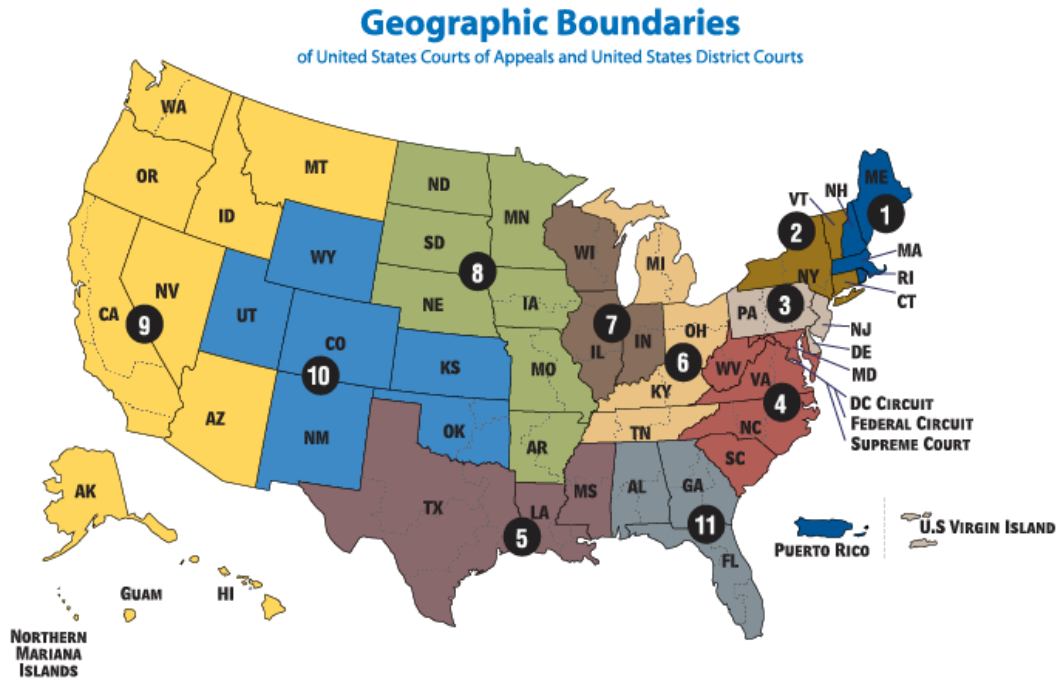 Geographic Boundaries
of United States Courts of Appeals and United States District Courts
WA
OR
MT
ID
ND
MN
SD
WY
NE
8
WI
MI
VT
NH
ME
1
2
MA
RI
CT
NY
NV
CA
9
UT
CO
10
KS
IA
MO
7
IL
IN
OH
6
KY
PA
3
NJ
DE
MD
WV
VA
4
DC CIRCUIT
FEDERAL CIRCUIT
SUPREME COURT
AZ
NM
OK
AR
TN
NC
SC
TX
LA
5
MS
AL
GA
11
FL
AK
GUAM
HI
NORTHERN
MARIANA
ISLANDS
PUERTO RICO
U.S VIRGIN ISLAND